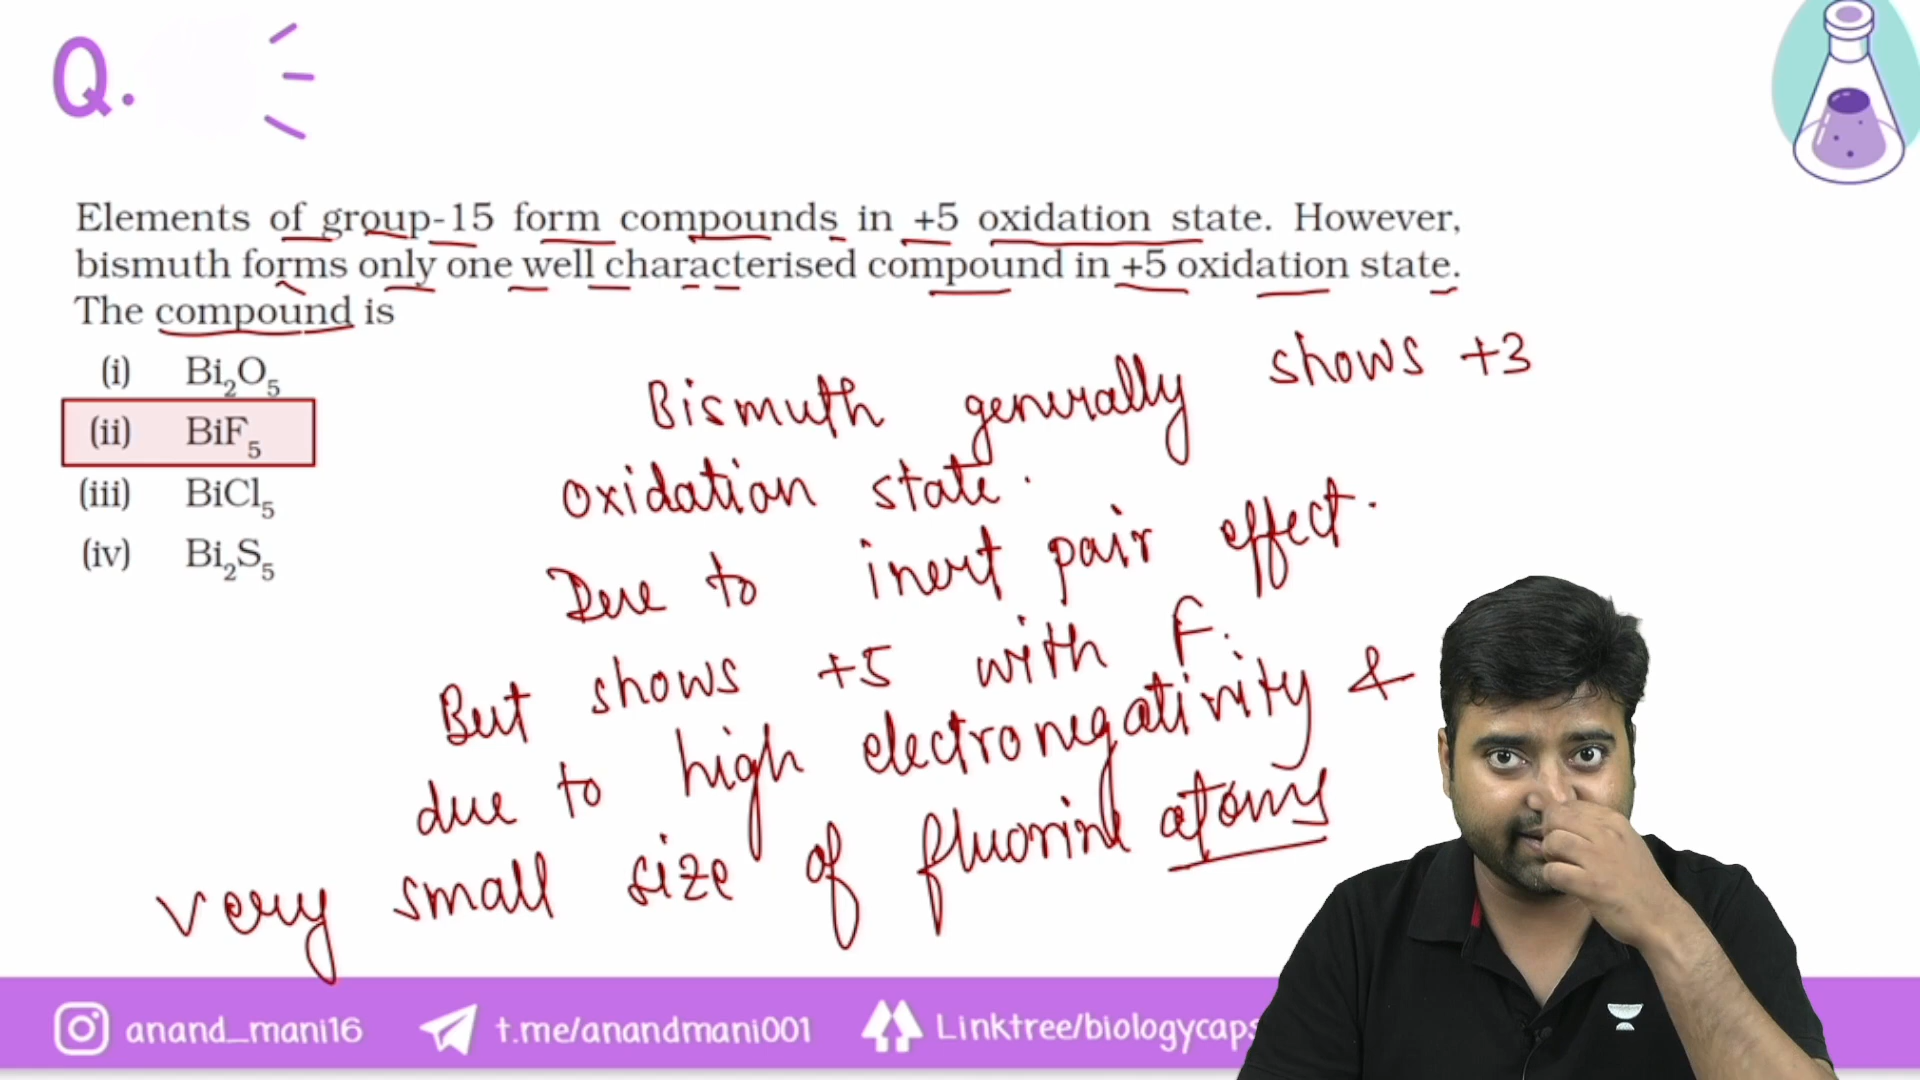 Q.
Elements of group-15 form compounds in +5 oxidation state. However,
bismuth forms only one well characterised compound in +5 oxidation state.
The compound is
(i) Bi₂O₅
(ii) BiF₅
(iii) BiCl₅
(iv) Bi₂S₅
Bismuth generally shows +3
oxidation state.
Due to inert pair effect.
But shows +5 with F.
due to high electronegativity &
very small size of fluorine atoms
anand_mani16
t.me/anandmani001
Linktree/biologycaps